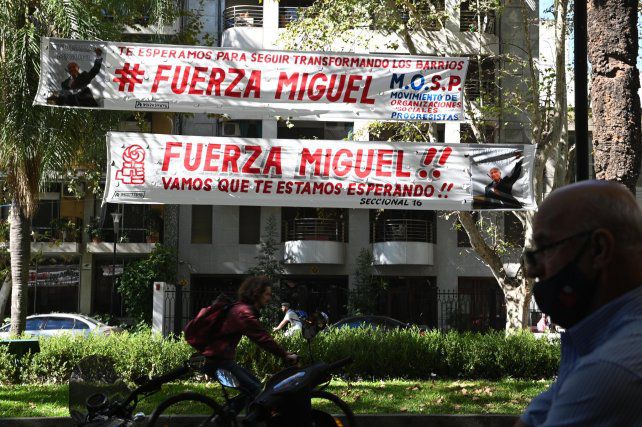 TE ESPERAMOS PARA SEGUIR TRANSFORMANDO LOS BARRIOS
# FUERZA MIGUEL
M.O.S.P
MOVIMIENTO DE
ORGANIZACIONES
SOCIALES
PROGRESISTAS
FUERZA MIGUEL !!
VAMOS QUE TE ESTAMOS ESPERANDO !!
SECCIONAL 16